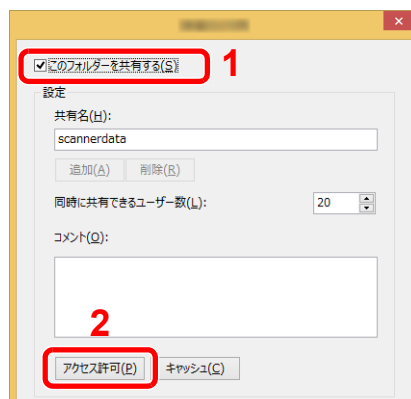 このフォルダーを共有する(S)
1
設定
共有名(H):
scannerdata
追加(A) 削除(R)
同時に共有できるユーザー数(L): 20
コメント(O):
2
アクセス許可(P) キャッシュ(C)